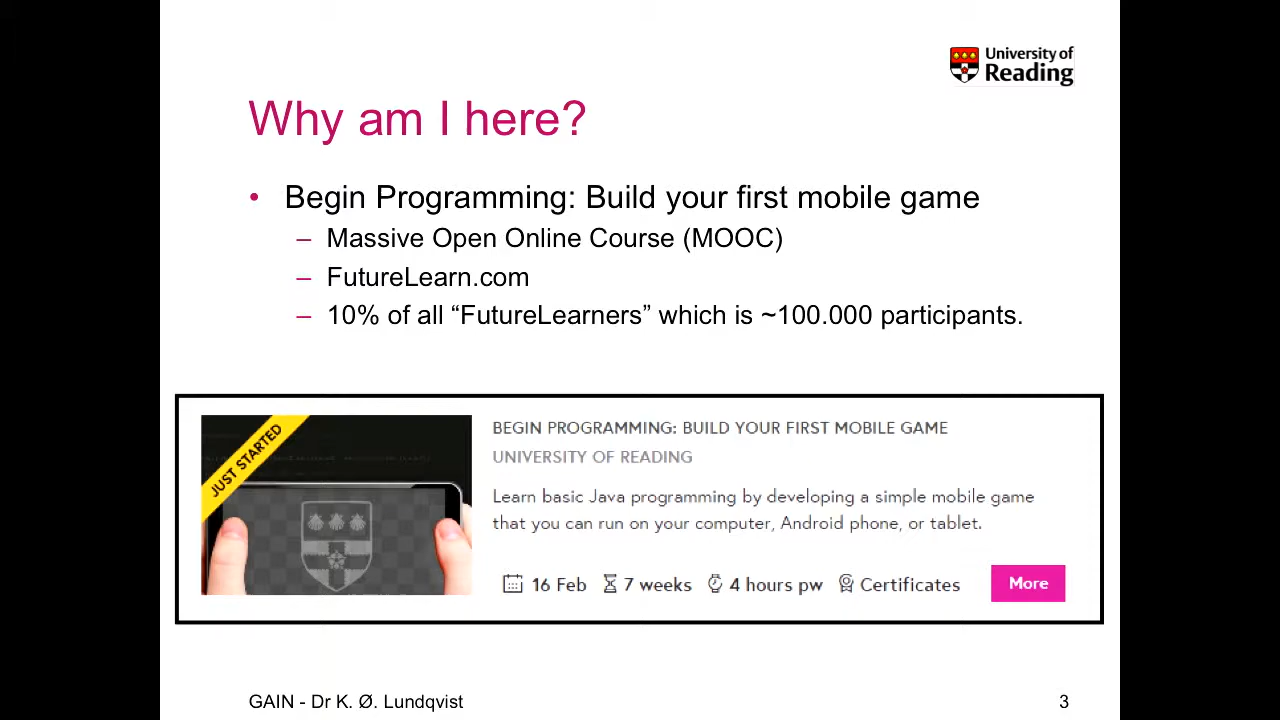 University of
Reading
Why am I here?
• Begin Programming: Build your first mobile game
– Massive Open Online Course (MOOC)
– FutureLearn.com
– 10% of all “FutureLearners” which is ~100.000 participants.
JUST STARTED
BEGIN PROGRAMMING: BUILD YOUR FIRST MOBILE GAME
UNIVERSITY OF READING
Learn basic Java programming by developing a simple mobile game
that you can run on your computer, Android phone, or tablet.
16 Feb 7 weeks 4 hours pw Certificates More
GAIN - Dr K. Ø. Lundqvist 3